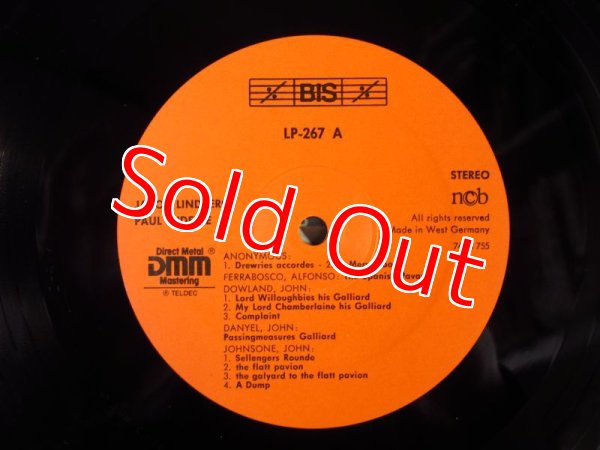 BIS
LP-267 A
STEREO
ncb
All rights reserved
Made in West Germany
PAUL
Direct Metal ®
DMM
Mastering
℗ TELDEC
Sold Out
ANONYMOUS:
1. Drewries accordes - 2.
FERRABOSCO, ALFONSO:
DOWLAND, JOHN:
1. Lord Willoughbies his Galliard
2. My Lord Chamberlaine his Galliard
3. Complaint
DANYEL, JOHN:
Passingmeasures Galliard
JOHNSONE, JOHN:
1. Sellengers Rounde
2. the flatt pavion
3. the galyard to the flatt pavion
4. A Dump